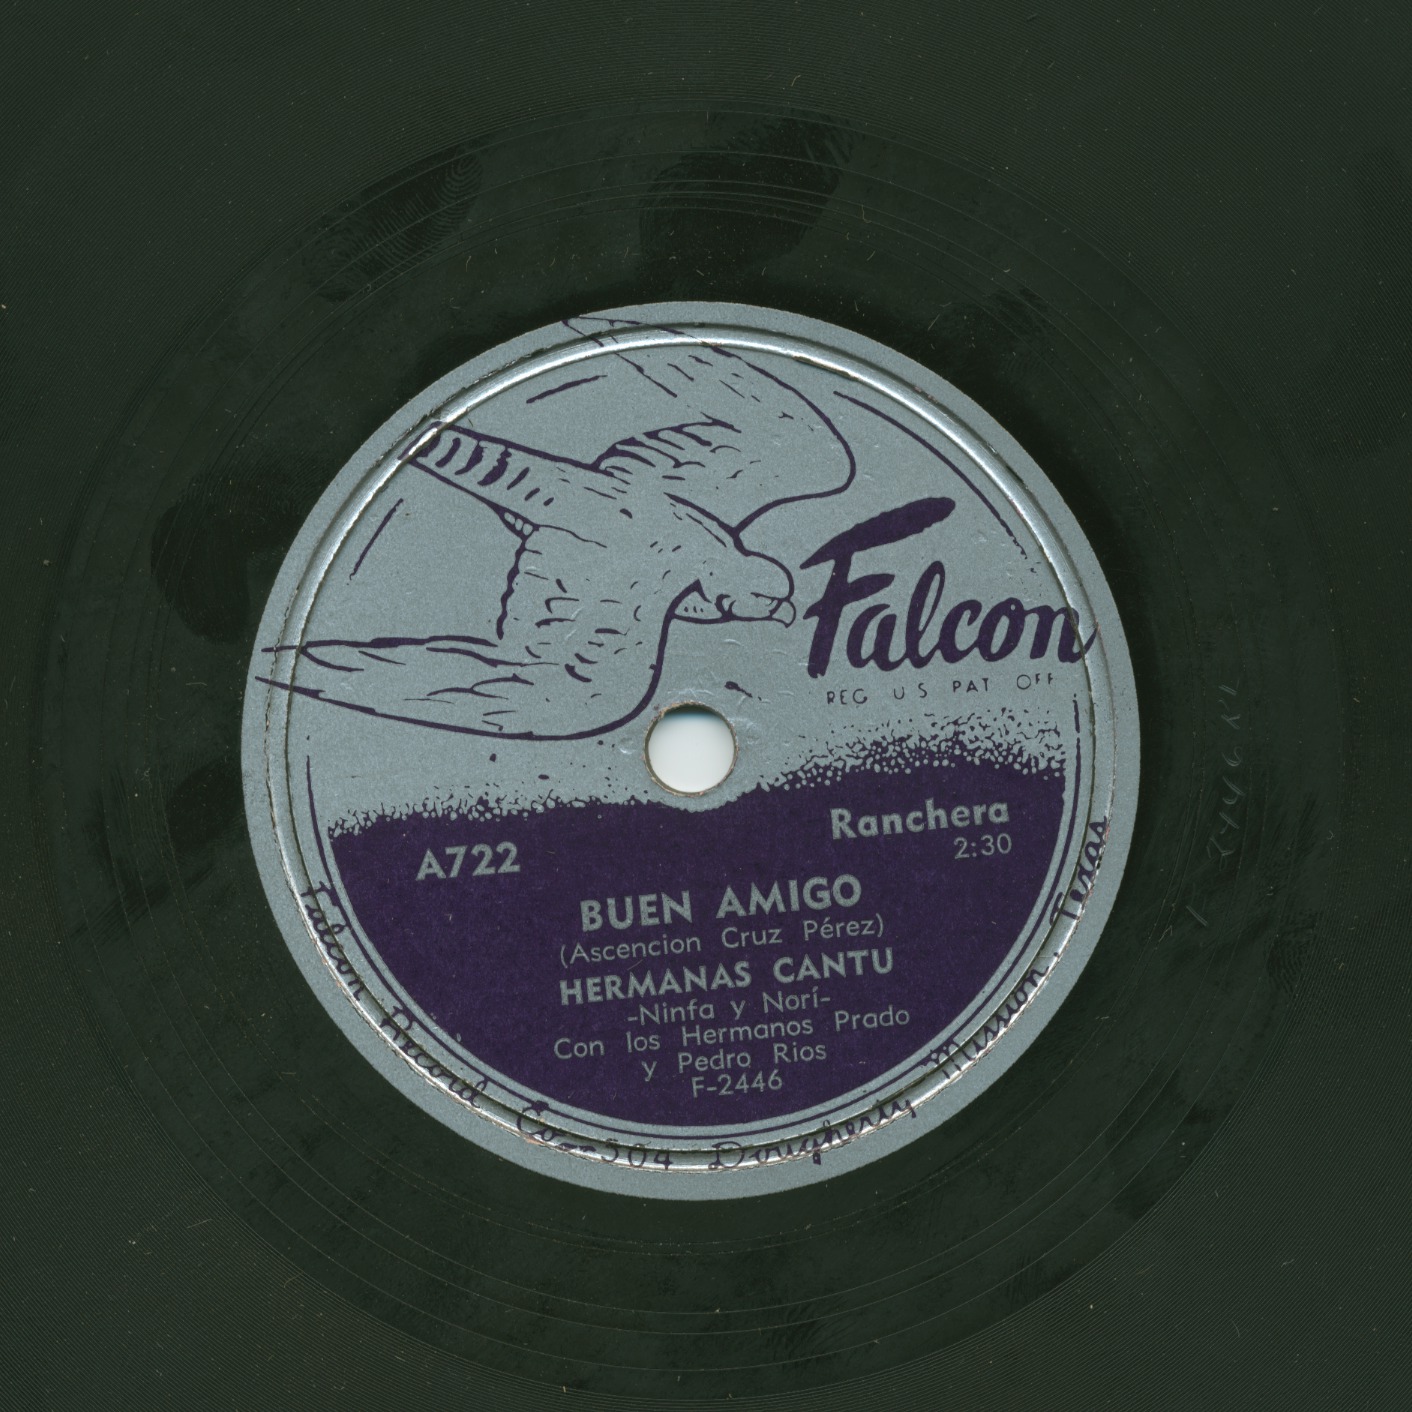 Falcon
REG U S PAT OFF
Ranchera
2:30
A722
BUEN AMIGO
(Ascencion Cruz Pérez)
HERMANAS CANTU
-Ninfa y Norí-
Con los Hermanos Prado
y Pedro Rios
F-2446
Falcon Record Co--504 Dougherty Mission, Texas